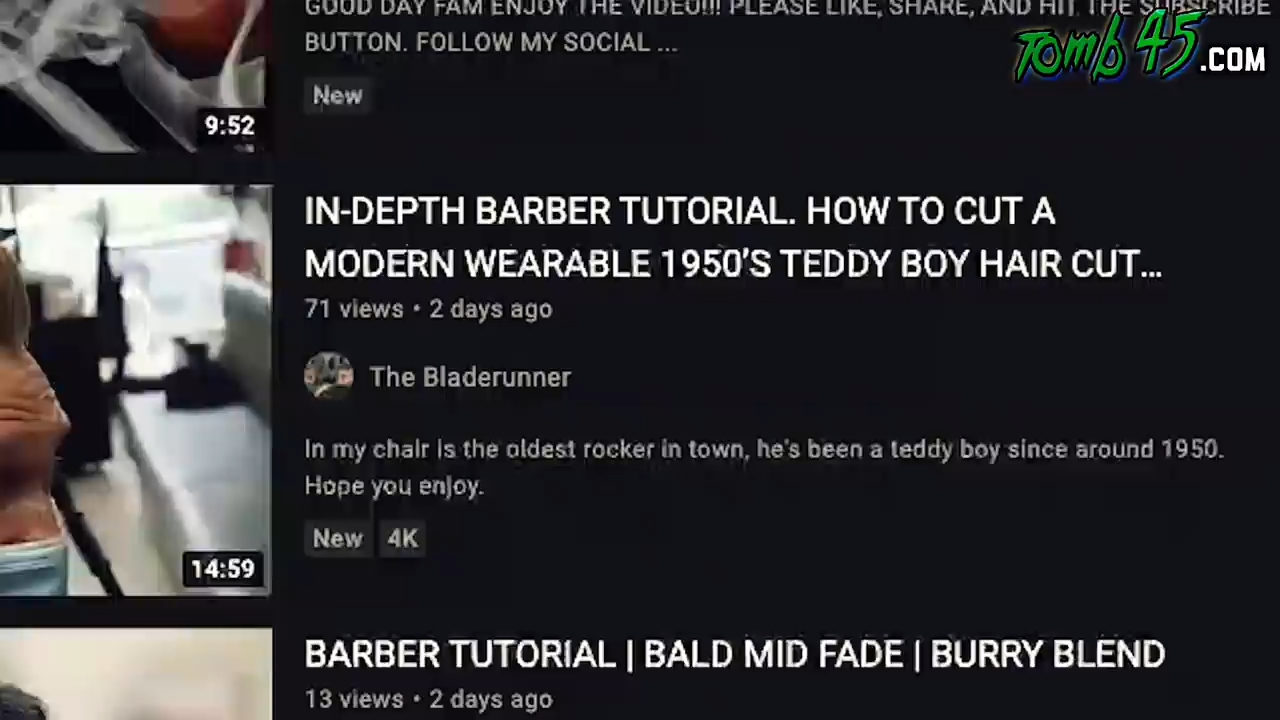 GOOD DAY FAM ENJOY THE VIDEO!!! PLEASE LIKE, SHARE, AND HIT THE SUBSCRIBE
BUTTON. FOLLOW MY SOCIAL ...
TOMB 45.COM
New
9:52
IN-DEPTH BARBER TUTORIAL. HOW TO CUT A
MODERN WEARABLE 1950'S TEDDY BOY HAIR CUT...
71 views • 2 days ago
The Bladerunner
In my chair is the oldest rocker in town, he's been a teddy boy since around 1950.
Hope you enjoy.
New 4K
14:59
BARBER TUTORIAL | BALD MID FADE | BURRY BLEND
13 views • 2 days ago